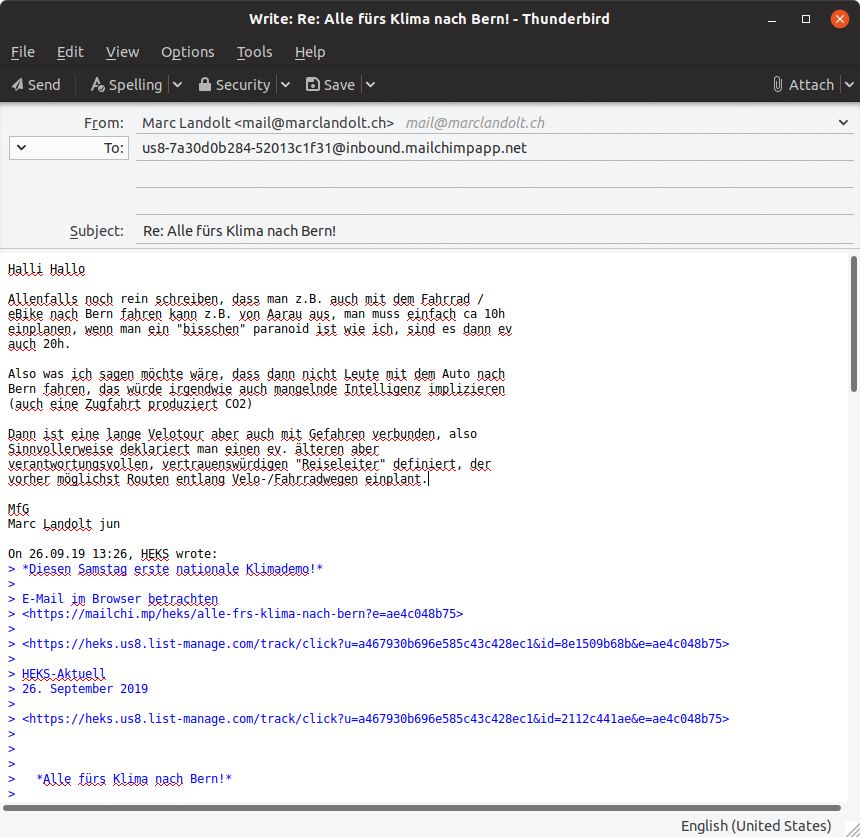 Write: Re: Alle fürs Klima nach Bern! - Thunderbird
File Edit View Options Tools Help
Send Spelling Security Save Attach
From: Marc Landolt <mail@marclandolt.ch> mail@marclandolt.ch
To: us8-7a30d0b284-52013c1f31@inbound.mailchimpapp.net
Subject: Re: Alle fürs Klima nach Bern!
Halli Hallo
Allenfalls noch rein schreiben, dass man z.B. auch mit dem Fahrrad /
eBike nach Bern fahren kann z.B. von Aarau aus, man muss einfach ca 10h
einplanen, wenn man ein "bisschen" paranoid ist wie ich, sind es dann ev
auch 20h.
Also was ich sagen möchte wäre, dass dann nicht Leute mit dem Auto nach
Bern fahren, das würde irgendwie auch mangelnde Intelligenz implizieren
(auch eine Zugfahrt produziert CO2)
Dann ist eine lange Velotour aber auch mit Gefahren verbunden, also
Sinnvollerweise deklariert man einen ev. älteren aber
verantwortungsvollen, vertrauenswürdigen "Reiseleiter" definiert, der
vorher möglichst Routen entlang Velo-/Fahrradwegen einplant.
MfG
Marc Landolt jun
On 26.09.19 13:26, HEKS wrote:
> *Diesen Samstag erste nationale Klimademo!*
>
> E-Mail im Browser betrachten
> <https://mailchi.mp/heks/alle-frs-klima-nach-bern?e=ae4c048b75>
>
> <https://heks.us8.list-manage.com/track/click?u=a467930b696e585c43c428ec1&id=8e1509b68b&e=ae4c048b75>
>
> HEKS-Aktuell
> 26. September 2019
>
> <https://heks.us8.list-manage.com/track/click?u=a467930b696e585c43c428ec1&id=2112c441ae&e=ae4c048b75>
>
>
>
> *Alle fürs Klima nach Bern!*
>
English (United States)